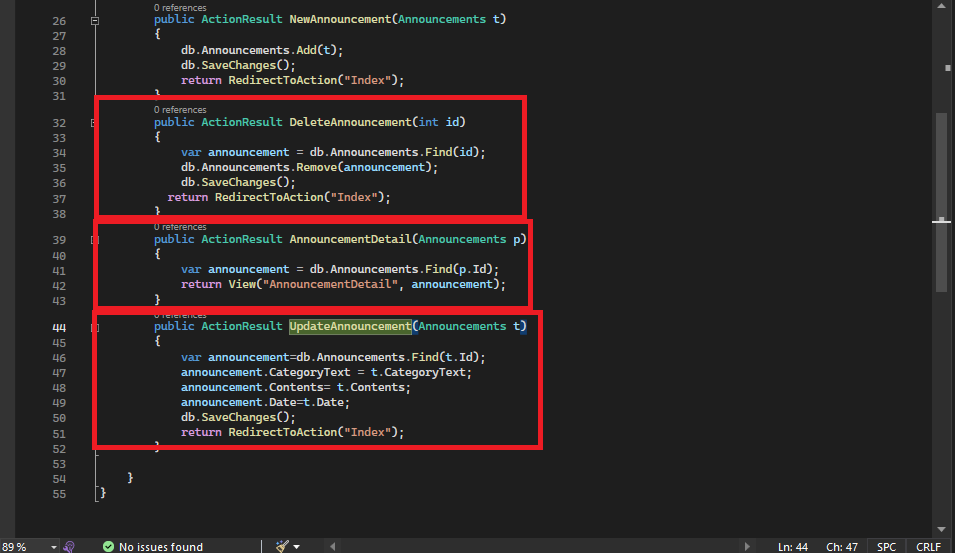 0 references
26 public ActionResult NewAnnouncement(Announcements t)
27 {
28 db.Announcements.Add(t);
29 db.SaveChanges();
30 return RedirectToAction("Index");
31 }
0 references
32 public ActionResult DeleteAnnouncement(int id)
33 {
34 var announcement = db.Announcements.Find(id);
35 db.Announcements.Remove(announcement);
36 db.SaveChanges();
37 return RedirectToAction("Index");
38 }
0 references
39 public ActionResult AnnouncementDetail(Announcements p)
40 {
41 var announcement = db.Announcements.Find(p.Id);
42 return View("AnnouncementDetail", announcement);
43 }
0 references
44 public ActionResult UpdateAnnouncement(Announcements t)
45 {
46 var announcement=db.Announcements.Find(t.Id);
47 announcement.CategoryText = t.CategoryText;
48 announcement.Contents= t.Contents;
49 announcement.Date=t.Date;
50 db.SaveChanges();
51 return RedirectToAction("Index");
52 }
53
54 }
55 }
89 % No issues found Ln: 44 Ch: 47 SPC CRLF